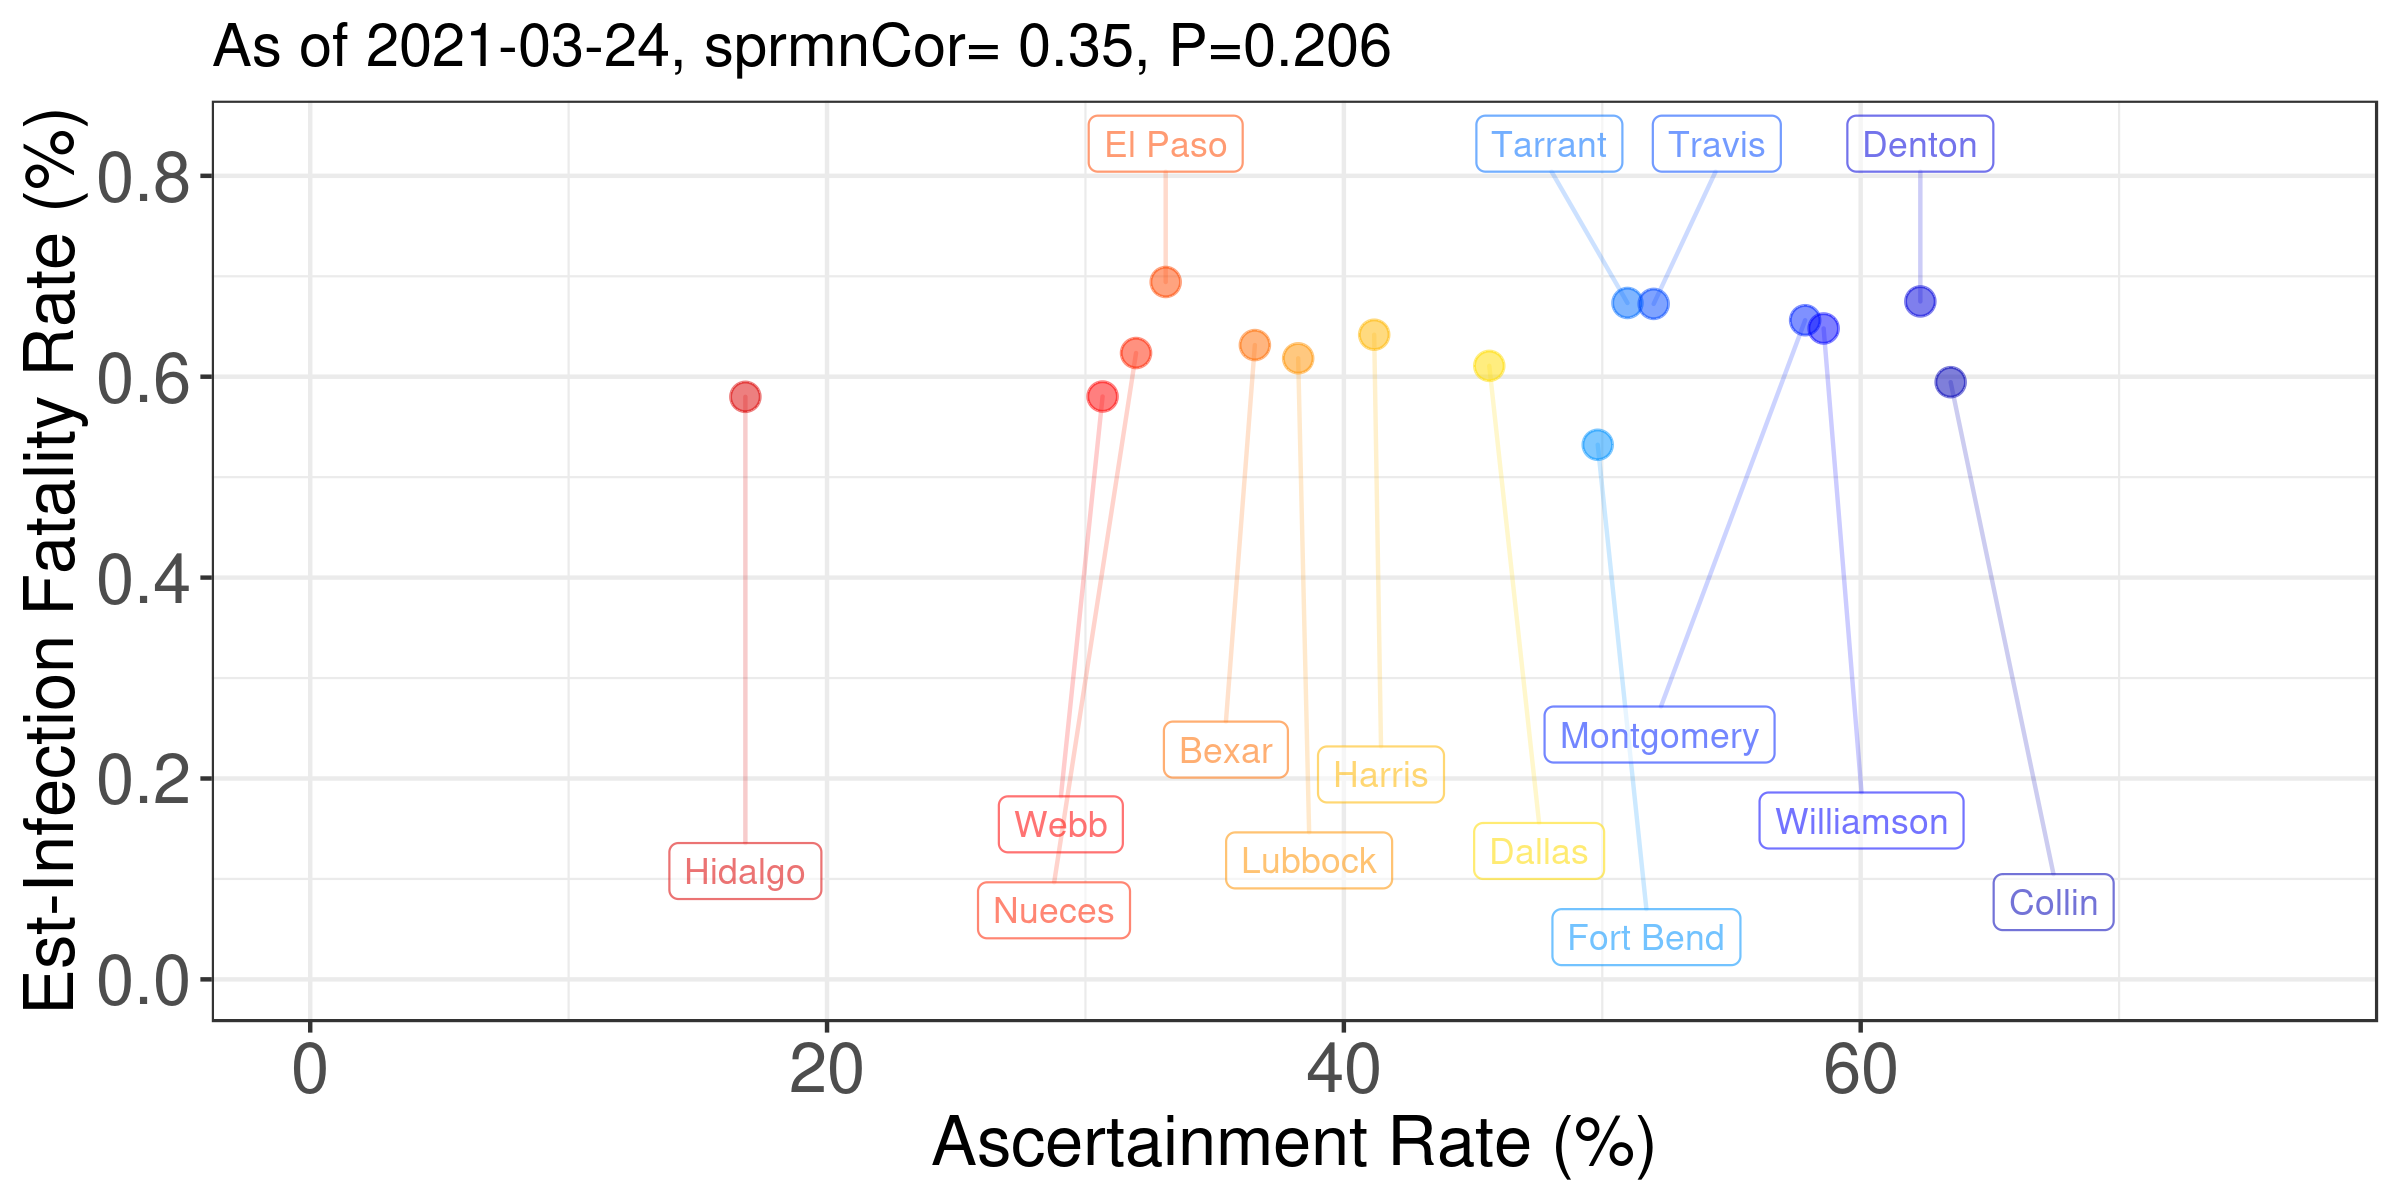 As of 2021-03-24, sprmnCor= 0.35, P=0.206
Est-Infection Fatality Rate (%)
0.8
0.6
0.4
0.2
0.0
El Paso
Tarrant
Travis
Denton
Montgomery
Bexar
Harris
Webb
Williamson
Dallas
Lubbock
Hidalgo
Collin
Nueces
Fort Bend
0
20
40
60
Ascertainment Rate (%)